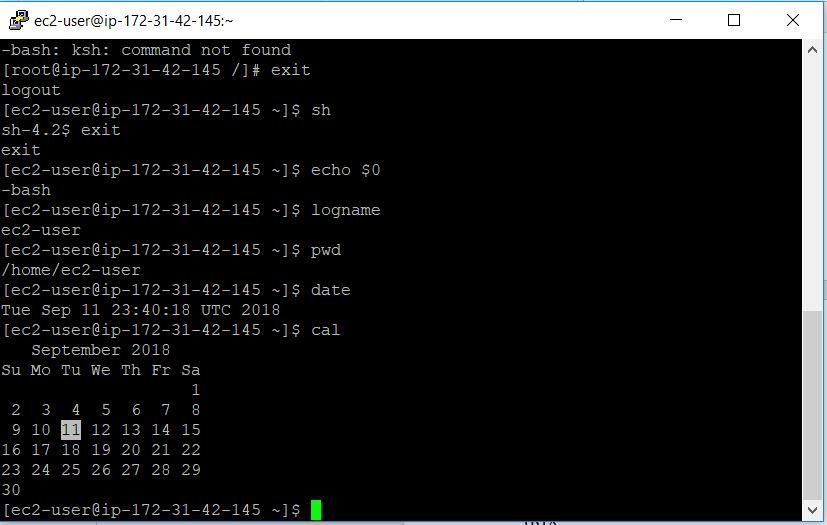 ec2-user@ip-172-31-42-145:~
-bash: ksh: command not found
[root@ip-172-31-42-145 /]# exit
logout
[ec2-user@ip-172-31-42-145 ~]$ sh
sh-4.2$ exit
exit
[ec2-user@ip-172-31-42-145 ~]$ echo $0
-bash
[ec2-user@ip-172-31-42-145 ~]$ logname
ec2-user
[ec2-user@ip-172-31-42-145 ~]$ pwd
/home/ec2-user
[ec2-user@ip-172-31-42-145 ~]$ date
Tue Sep 11 23:40:18 UTC 2018
[ec2-user@ip-172-31-42-145 ~]$ cal
   September 2018
Su Mo Tu We Th Fr Sa
                   1
 2  3  4  5  6  7  8
 9 10 11 12 13 14 15
16 17 18 19 20 21 22
23 24 25 26 27 28 29
30
[ec2-user@ip-172-31-42-145 ~]$